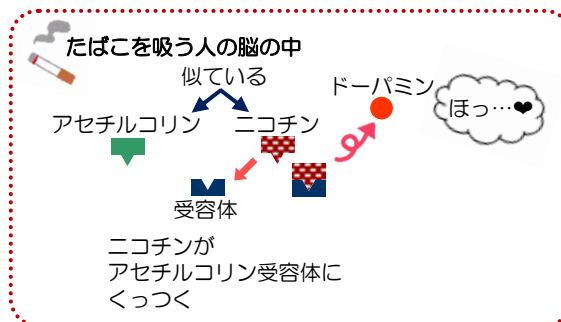 たばこを吸う人の脳の中
似ている
アセチルコリン ニコチン
ドーパミン
ほっ…❤
受容体
ニコチンが
アセチルコリン受容体に
くっつく